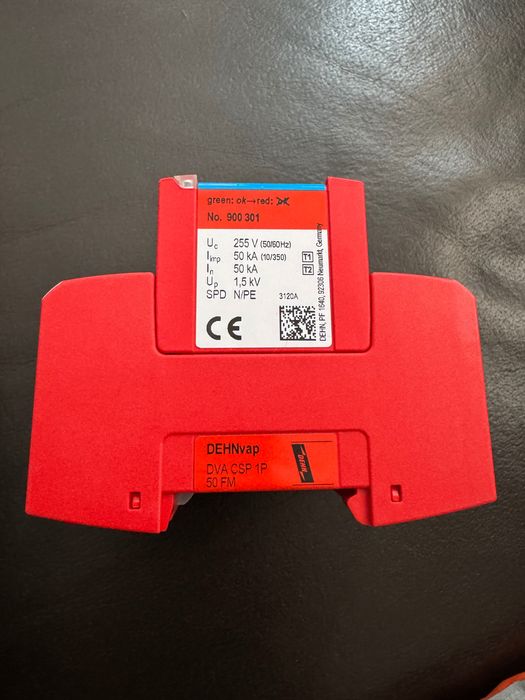 green: ok→red:
No. 900 301
Uc 255 V (50/60Hz)
Iimp 50 kA (10/350) T1
In 50 kA T2
Up 1,5 kV
SPD N/PE 3120A
CE
DEHN, PF 1640, 92306 Neumarkt, Germany
DEHNvap
DVA CSP 1P
50 FM
DEHN